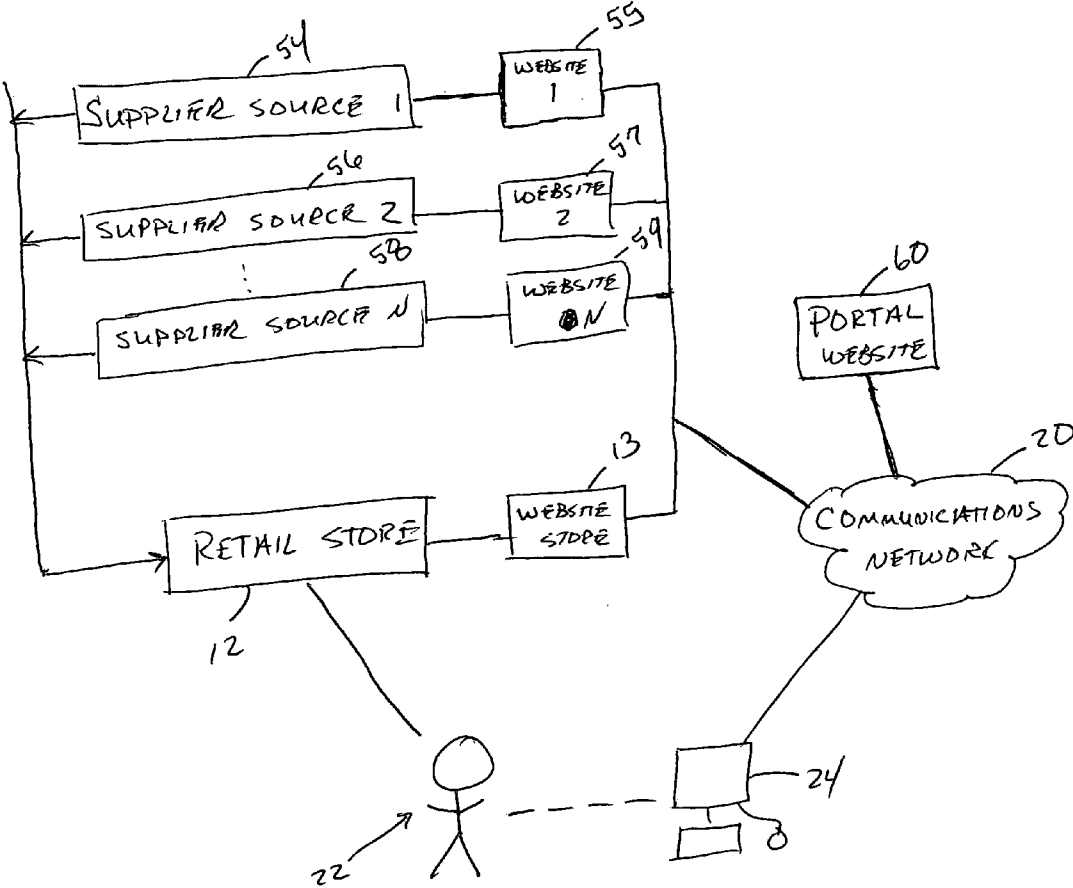 54
SUPPLIER SOURCE 1
WEBSITE
1
55
56
SUPPLIER SOURCE 2
WEBSITE
2
57
58
SUPPLIER SOURCE N
WEBSITE
N
59
60
PORTAL
WEBSITE
20
COMMUNICATIONS
NETWORK
13
WEBSITE
STORE
RETAIL STORE
12
22
24